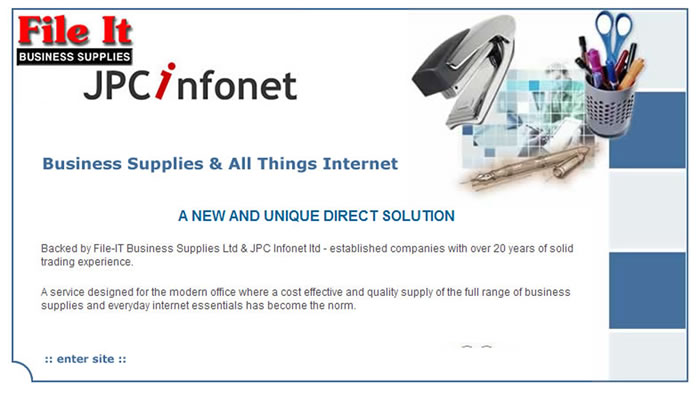 File It
BUSINESS SUPPLIES
JPC infonet
Business Supplies & All Things Internet
A NEW AND UNIQUE DIRECT SOLUTION
Backed by File-IT Business Supplies Ltd & JPC Infonet ltd - established companies with over 20 years of solid
trading experience.
A service designed for the modern office where a cost effective and quality supply of the full range of business
supplies and everyday internet essentials has become the norm.
:: enter site ::